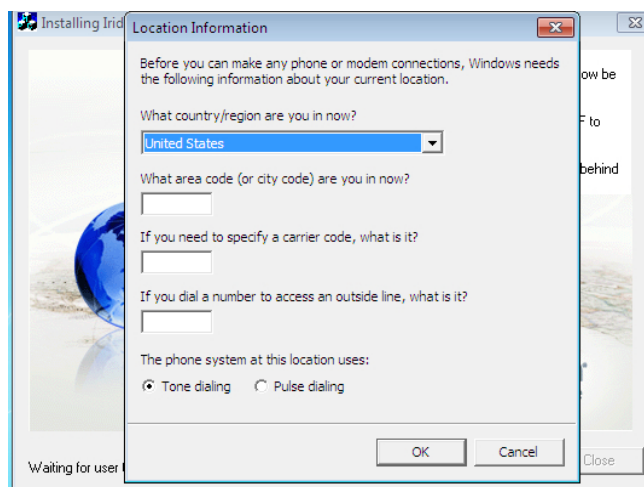 Installing Irid
Location Information
Before you can make any phone or modem connections, Windows needs
the following information about your current location.
ow be
What country/region are you in now?
F to
United States
behind
What area code (or city code) are you in now?
If you need to specify a carrier code, what is it?
If you dial a number to access an outside line, what is it?
The phone system at this location uses:
Tone dialing
Pulse dialing
OK
Cancel
Waiting for user
Close